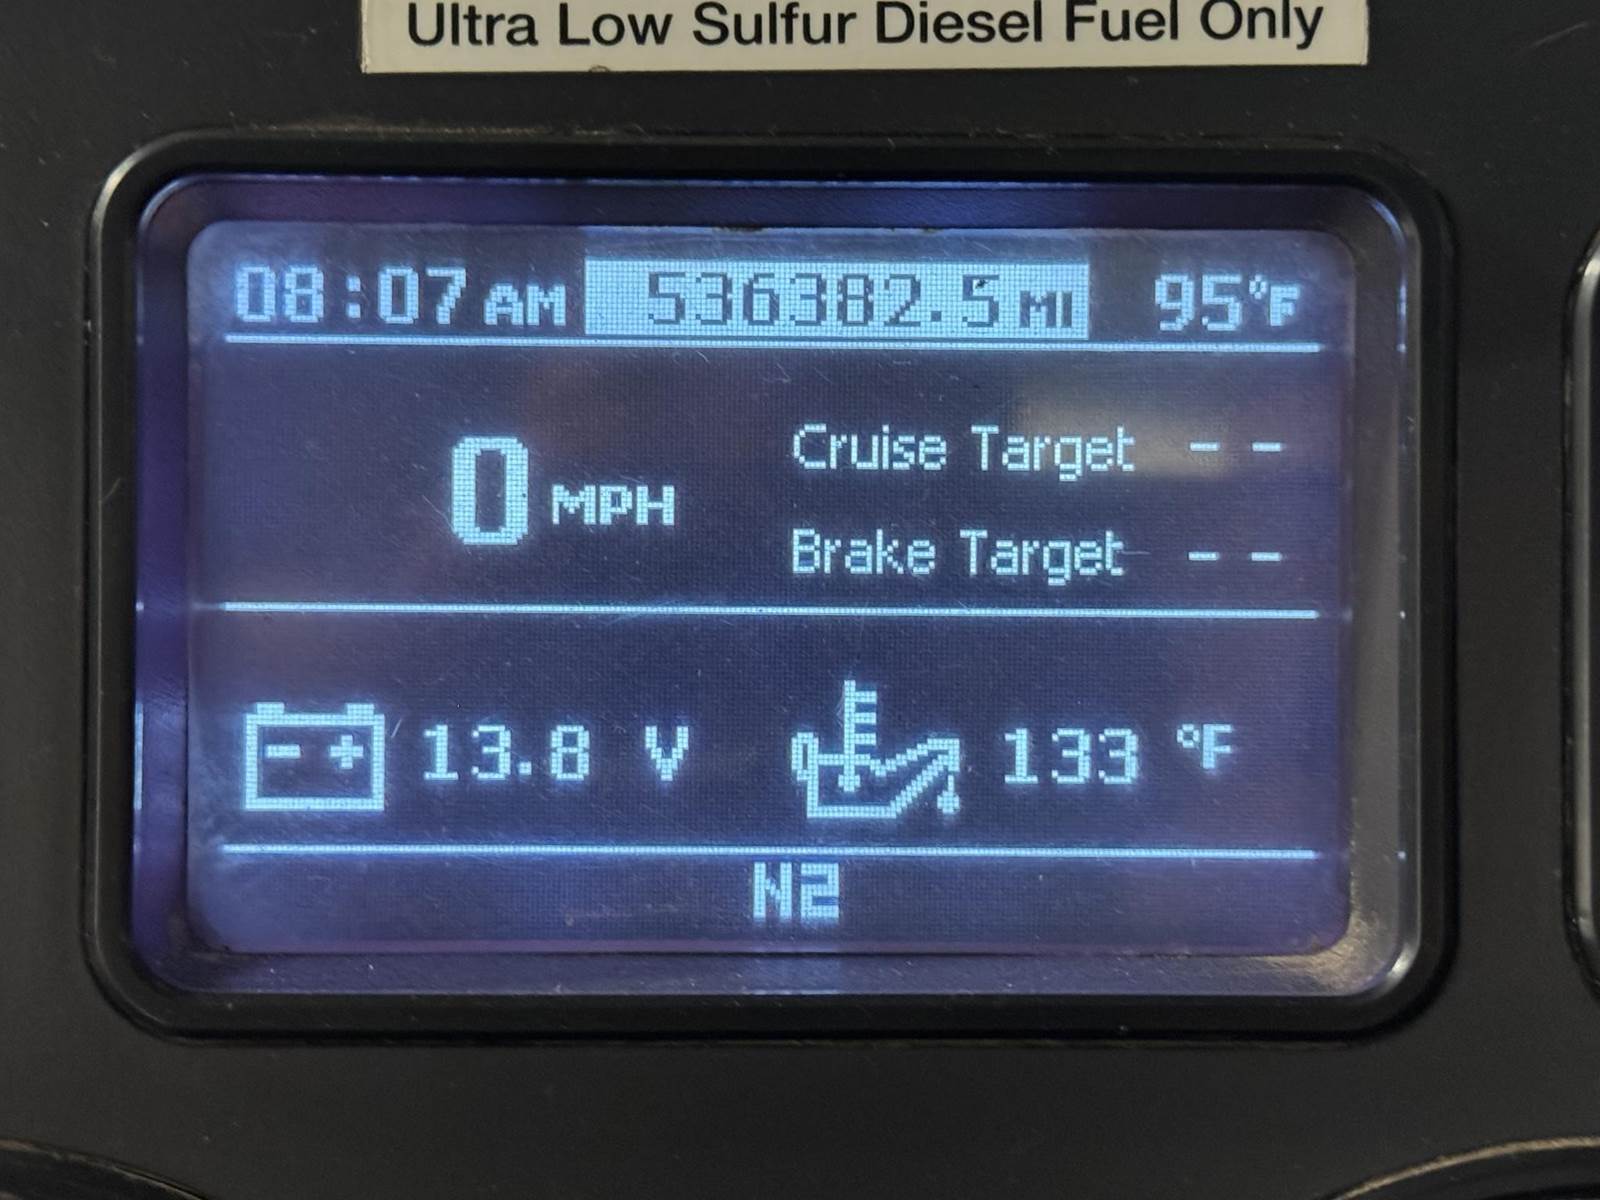 Ultra Low Sulfur Diesel Fuel Only
08:07 AM 536382.5 MI 95°F
0 MPH
Cruise Target - -
Brake Target - -
- + 13.8 V 133 °F
N2